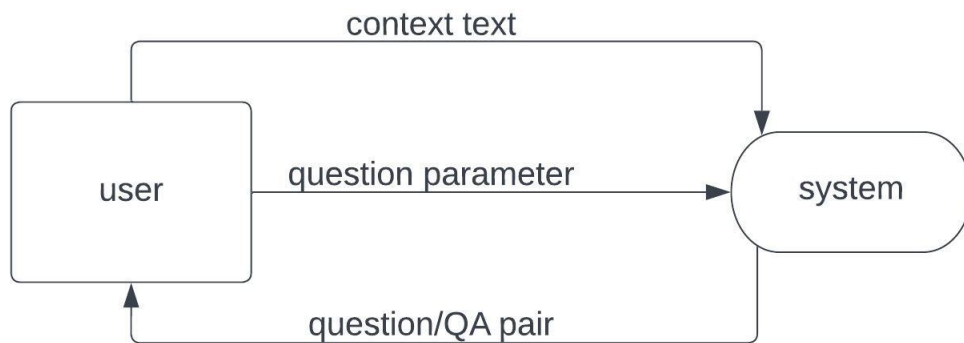 context text
user
question parameter
system
question/QA pair